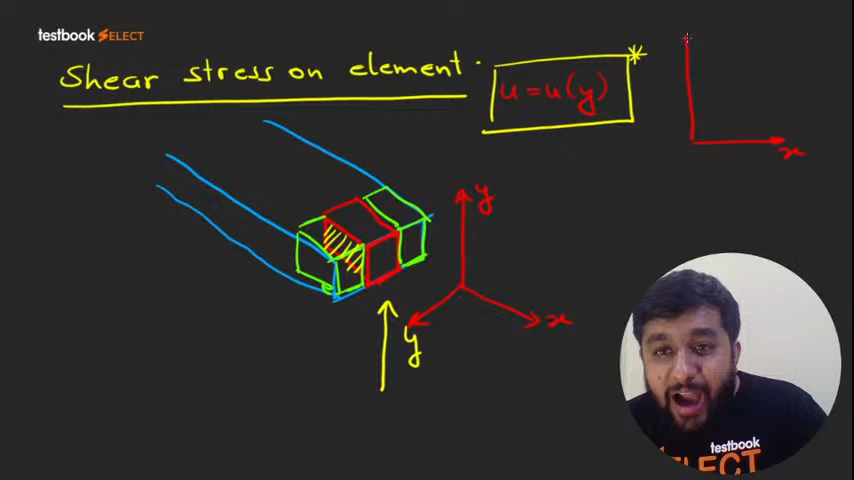 testbook SELECT
Shear stress on element.
u = u(y)
x
y
x
y
testbook
SELECT